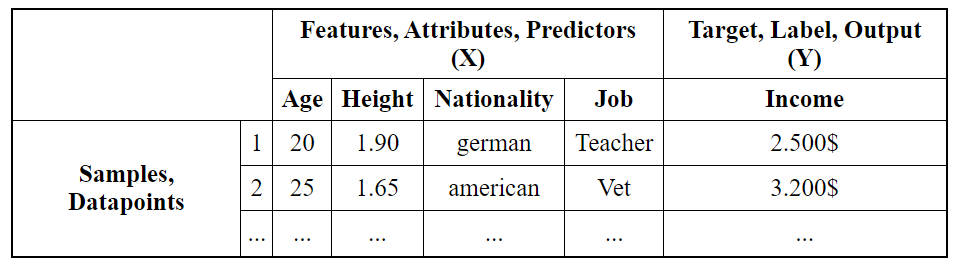 Features, Attributes, Predictors
(X)
Target, Label, Output
(Y)
Age Height Nationality Job Income
Samples,
Datapoints
1 20 1.90 german Teacher 2.500$
2 25 1.65 american Vet 3.200$
... ... ... ... ... ...